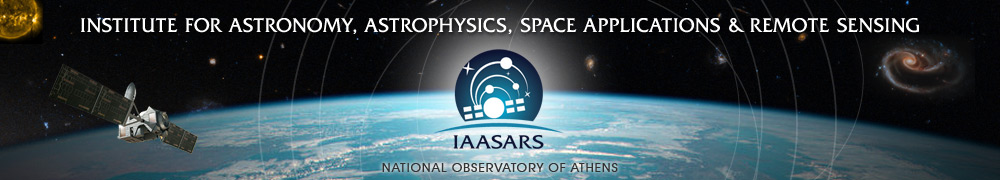 INSTITUTE FOR ASTRONOMY, ASTROPHYSICS, SPACE APPLICATIONS & REMOTE SENSING
IAASARS
NATIONAL OBSERVATORY OF ATHENS